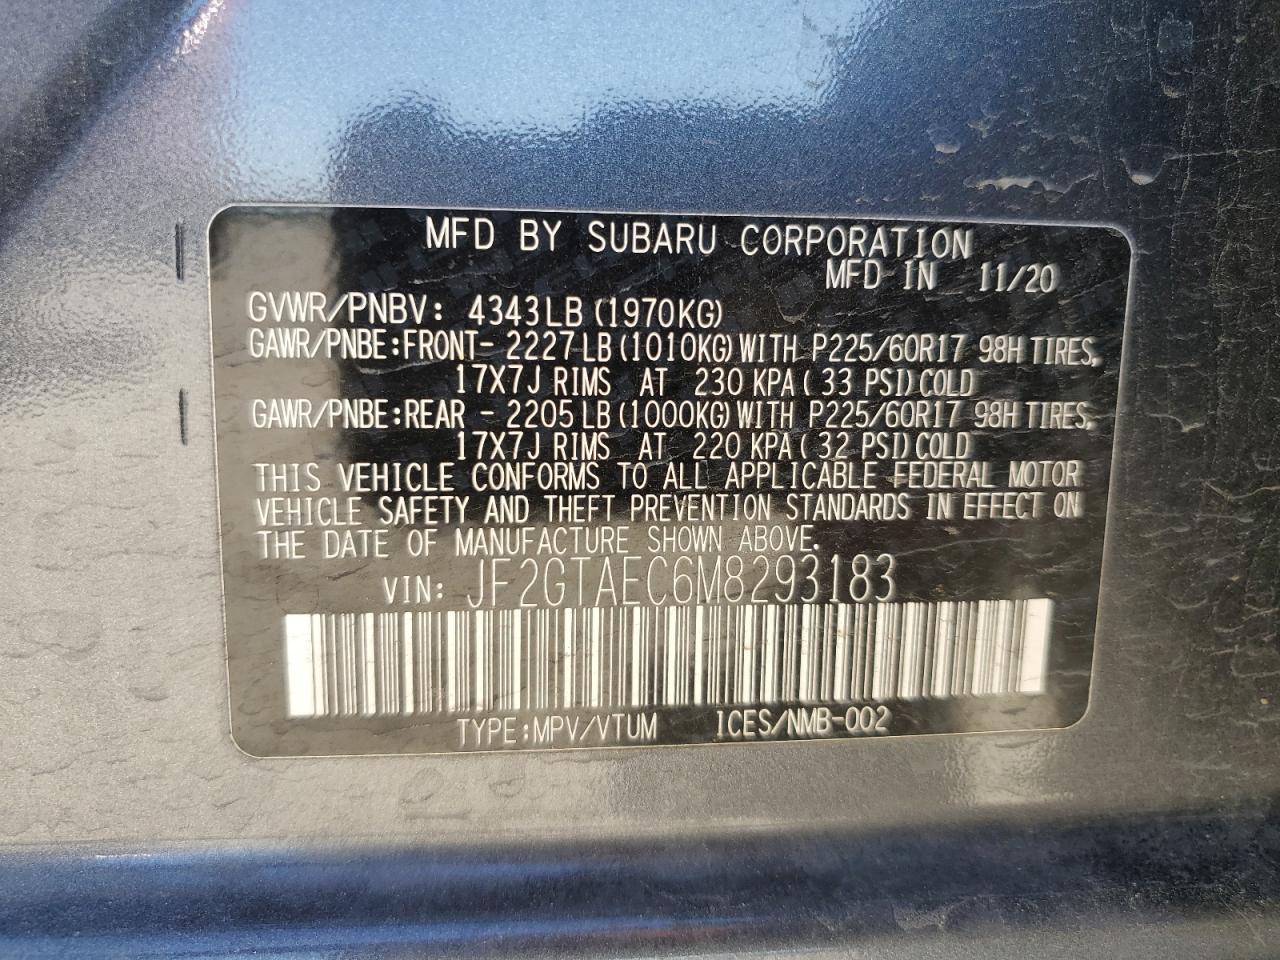 MFD BY SUBARU CORPORATION
MFD IN 11/20
GVWR/PNBV: 4343LB (1970KG)
GAWR/PNBE:FRONT- 2227 LB (1010KG) WITH P225/60R17 98H TIRES,
17X7J RIMS AT 230 KPA ( 33 PSI) COLD
GAWR/PNBE:REAR - 2205 LB (1000KG) WITH P225/60R17 98H TIRES,
17X7J RIMS AT 220 KPA ( 32 PSI) COLD
THIS VEHICLE CONFORMS TO ALL APPLICABLE FEDERAL MOTOR
VEHICLE SAFETY AND THEFT PREVENTION STANDARDS IN EFFECT ON
THE DATE OF MANUFACTURE SHOWN ABOVE.
VIN: JF2GTAEC6M8293183
TYPE:MPV/VTUM ICES/NMB-002